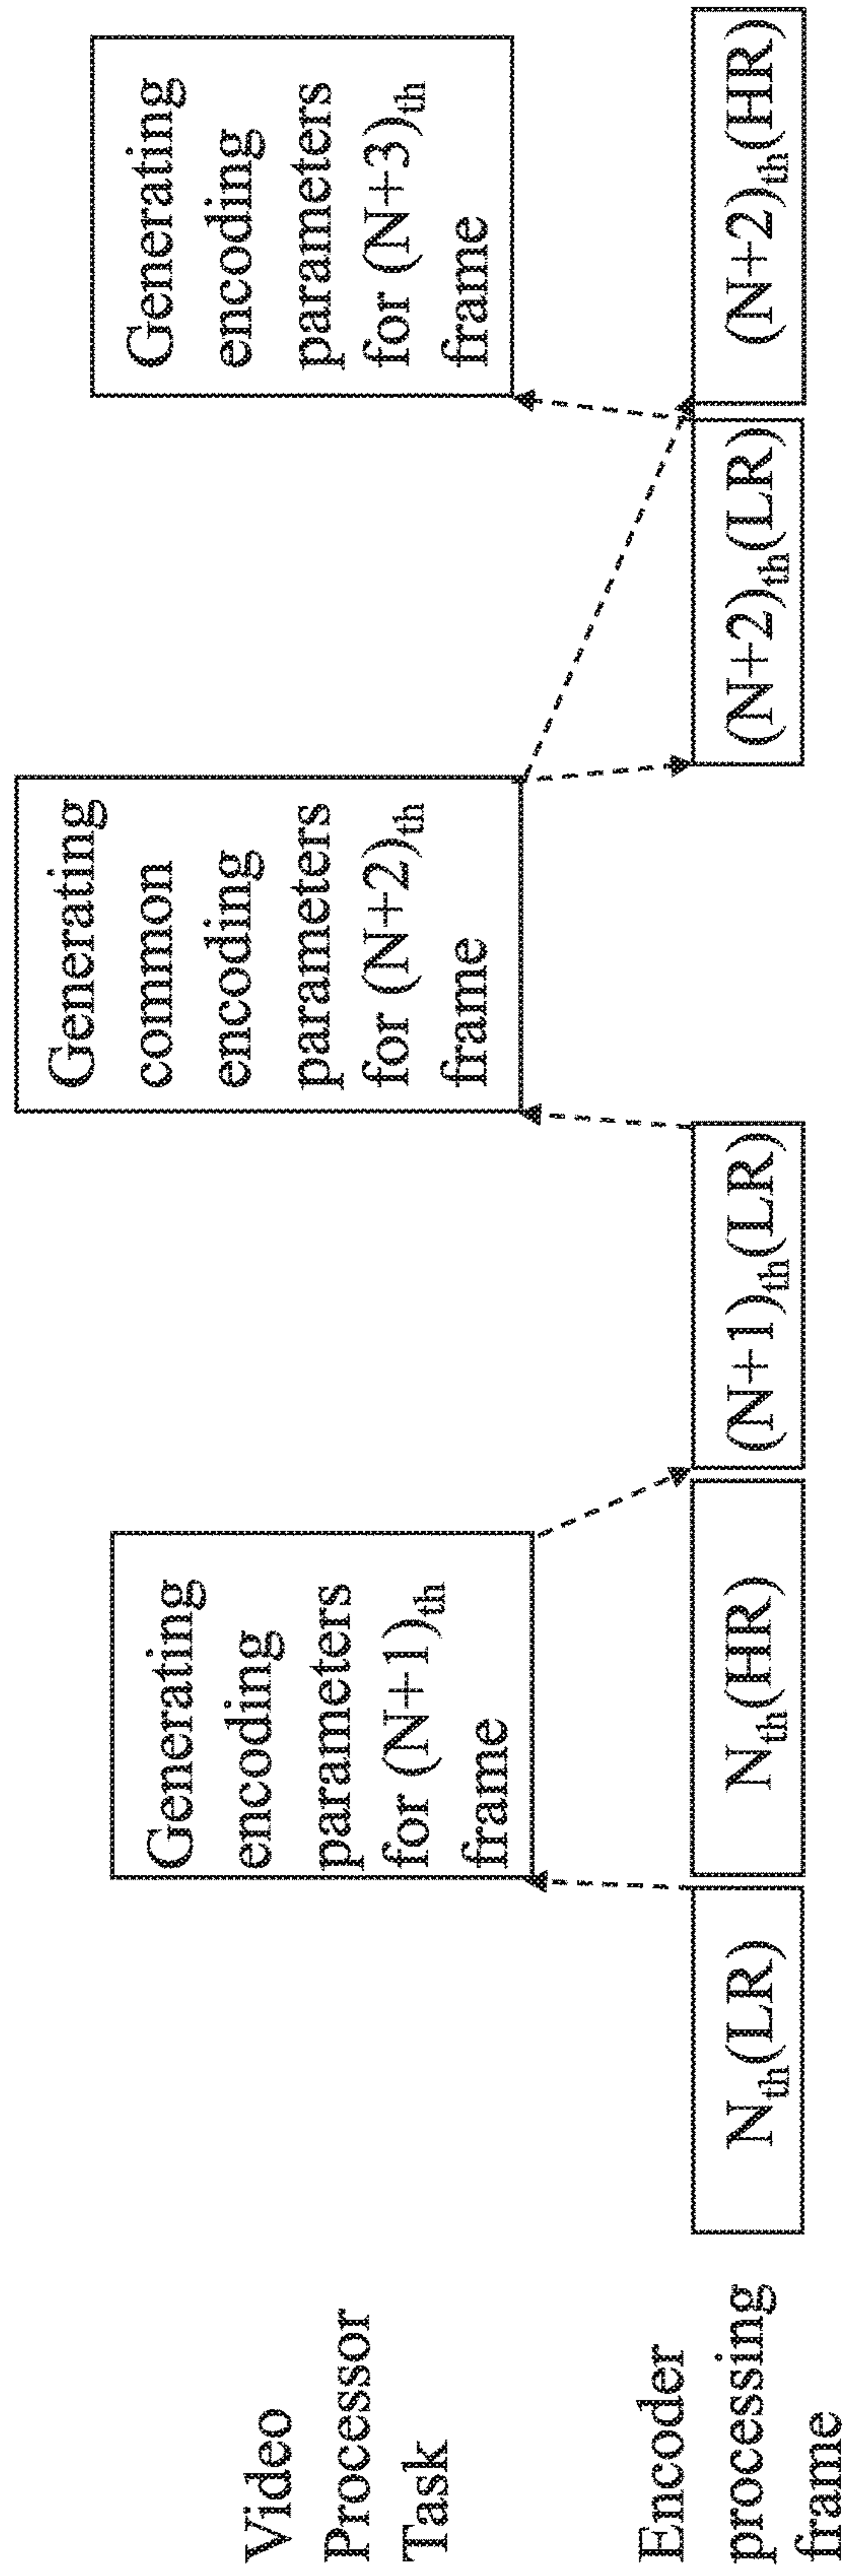 Video
Processor
Task
Generating
encoding
parameters
for (N+1)th
frame
Generating
common
encoding
parameters
for (N+2)th
frame
Generating
encoding
parameters
for (N+3)th
frame
Encoder
processing
frame
Nth(LR)
Nth(HR)
(N+1)th(LR)
(N+2)th(LR)
(N+2)th(HR)